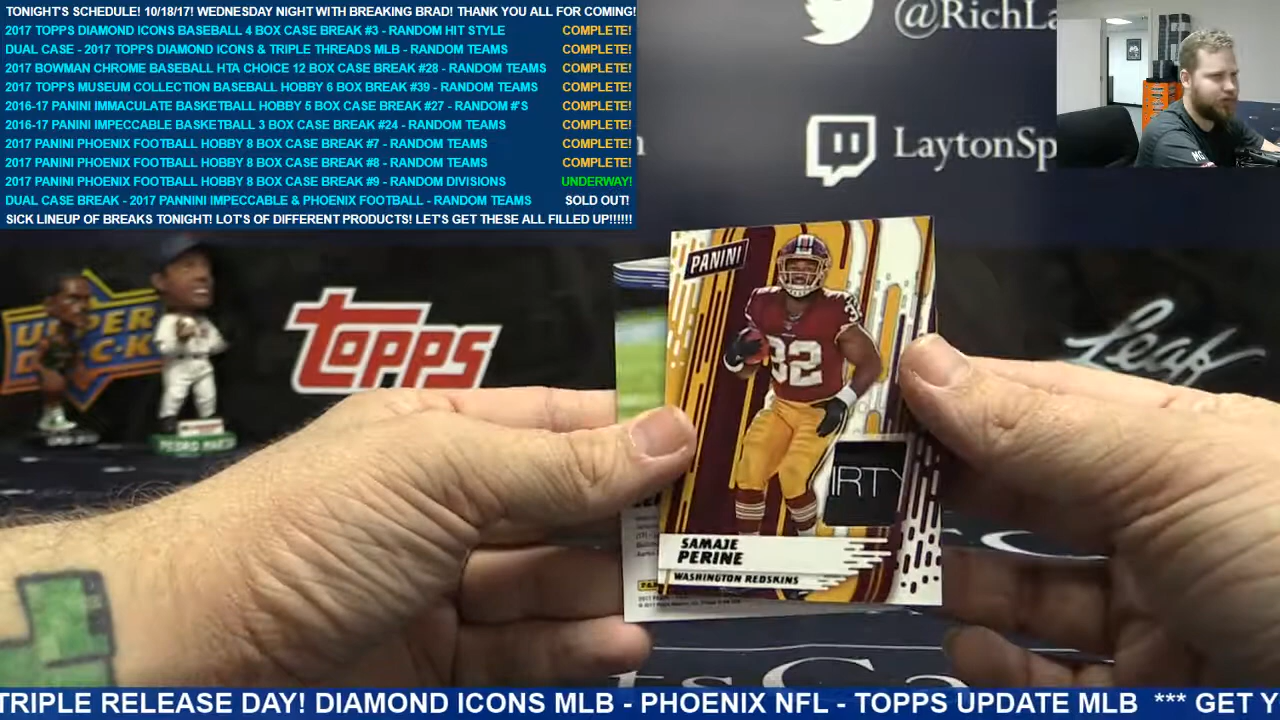 TONIGHT'S SCHEDULE! 10/18/17! WEDNESDAY NIGHT WITH BREAKING BRAD! THANK YOU ALL FOR COMING!
2017 TOPPS DIAMOND ICONS BASEBALL 4 BOX CASE BREAK #3 - RANDOM HIT STYLE COMPLETE!
DUAL CASE - 2017 TOPPS DIAMOND ICONS & TRIPLE THREADS MLB - RANDOM TEAMS COMPLETE!
2017 BOWMAN CHROME BASEBALL HTA CHOICE 12 BOX CASE BREAK #28 - RANDOM TEAMS COMPLETE!
2017 TOPPS MUSEUM COLLECTION BASEBALL HOBBY 6 BOX CASE BREAK #39 - RANDOM TEAMS COMPLETE!
2016-17 PANINI IMMACULATE BASKETBALL HOBBY 5 BOX CASE BREAK #27 - RANDOM #'S COMPLETE!
2016-17 PANINI IMPECCABLE BASKETBALL 3 BOX CASE BREAK #24 - RANDOM TEAMS COMPLETE!
2017 PANINI PHOENIX FOOTBALL HOBBY 8 BOX CASE BREAK #7 - RANDOM TEAMS COMPLETE!
2017 PANINI PHOENIX FOOTBALL HOBBY 8 BOX CASE BREAK #8 - RANDOM TEAMS COMPLETE!
2017 PANINI PHOENIX FOOTBALL HOBBY 8 BOX CASE BREAK #9 - RANDOM DIVISIONS UNDERWAY!
DUAL CASE BREAK - 2017 PANNINI IMPECCABLE & PHOENIX FOOTBALL - RANDOM TEAMS SOLD OUT!
SICK LINEUP OF BREAKS TONIGHT! LOT'S OF DIFFERENT PRODUCTS! LET'S GET THESE ALL FILLED UP!!!!!!
@RichLa
LaytonSp
UPPER DECK
Topps
Leaf
PEDRO
PANINI
32
IRTY
SAMAJE
PERINE
WASHINGTON REDSKINS
TRIPLE RELEASE DAY! DIAMOND ICONS MLB - PHOENIX NFL - TOPPS UPDATE MLB *** GET Y